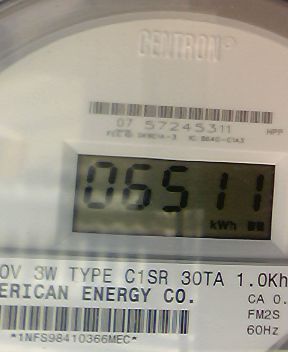 CENTRON®
07 57245311
HPP
06511
kWh
0V 3W TYPE C1SR 30TA 1.0Kh
ERICAN ENERGY CO.
CA 0.
FM2S
60Hz
*1NFS98410366MEC*